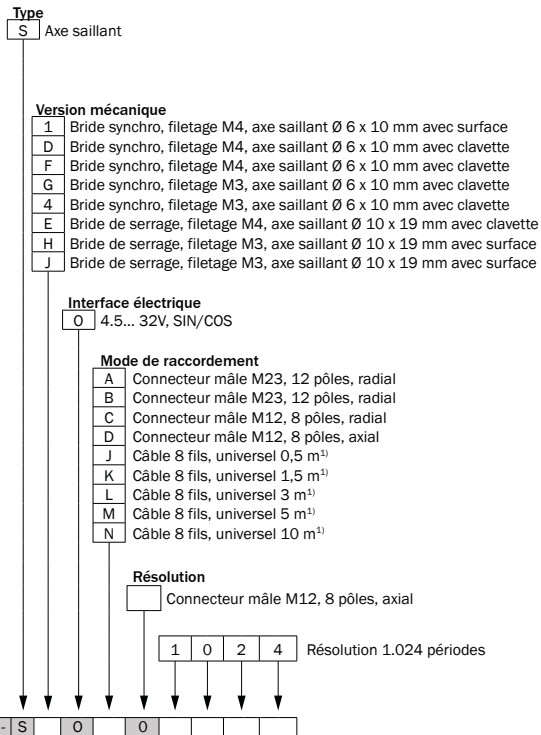 Type
S Axe saillant
Version mécanique
1 Bride synchro, filetage M4, axe saillant Ø 6 x 10 mm avec surface
D Bride synchro, filetage M4, axe saillant Ø 6 x 10 mm avec clavette
F Bride synchro, filetage M4, axe saillant Ø 6 x 10 mm avec clavette
G Bride synchro, filetage M3, axe saillant Ø 6 x 10 mm avec clavette
4 Bride synchro, filetage M3, axe saillant Ø 6 x 10 mm avec clavette
E Bride de serrage, filetage M4, axe saillant Ø 10 x 19 mm avec clavette
H Bride de serrage, filetage M3, axe saillant Ø 10 x 19 mm avec surface
J Bride de serrage, filetage M3, axe saillant Ø 10 x 19 mm avec surface
Interface électrique
0 4.5... 32V, SIN/COS
Mode de raccordement
A Connecteur mâle M23, 12 pôles, radial
B Connecteur mâle M23, 12 pôles, radial
C Connecteur mâle M12, 8 pôles, radial
D Connecteur mâle M12, 8 pôles, axial
J Câble 8 fils, universel 0,5 m¹⁾
K Câble 8 fils, universel 1,5 m¹⁾
L Câble 8 fils, universel 3 m¹⁾
M Câble 8 fils, universel 5 m¹⁾
N Câble 8 fils, universel 10 m¹⁾
Résolution
Connecteur mâle M12, 8 pôles, axial
1 0 2 4 Résolution 1.024 périodes
- S 0 0